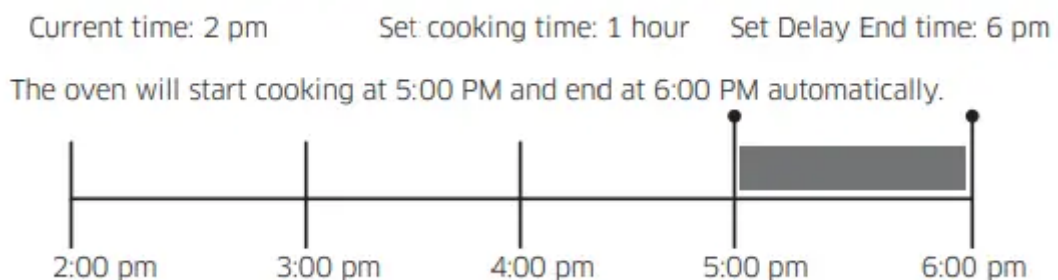 Current time: 2 pm Set cooking time: 1 hour Set Delay End time: 6 pm
The oven will start cooking at 5:00 PM and end at 6:00 PM automatically.
2:00 pm 3:00 pm 4:00 pm 5:00 pm 6:00 pm